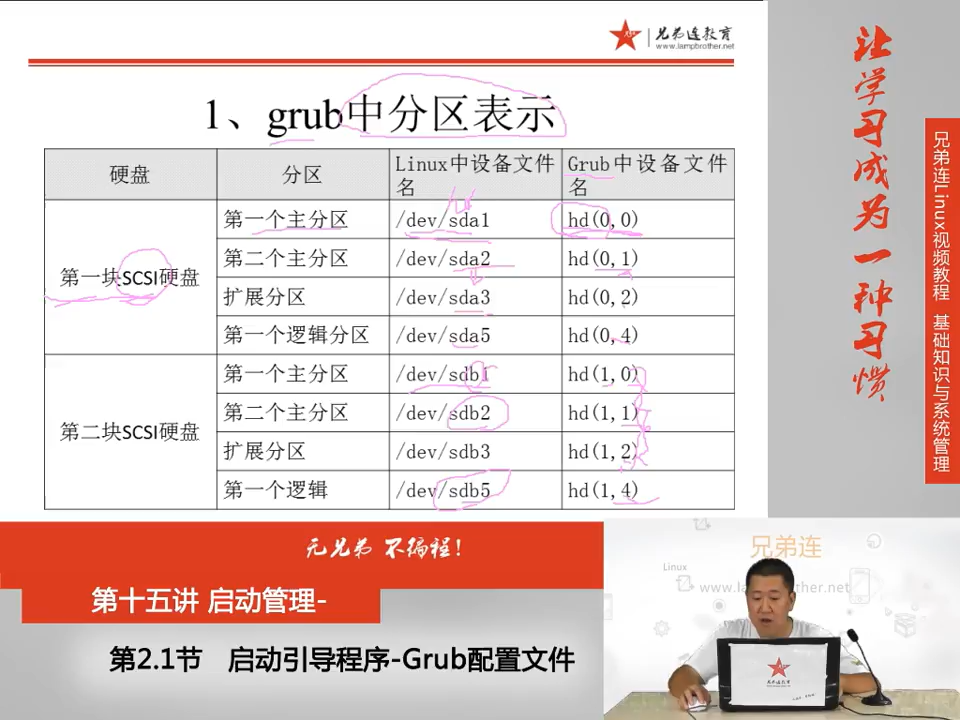 兄弟连教育
www.lampbrother.net
1、grub中分区表示
硬盘 分区 Linux中设备文件名 Grub中设备文件名
第一块SCSI硬盘
第一个主分区 /dev/sda1 hd(0,0)
第二个主分区 /dev/sda2 hd(0,1)
扩展分区 /dev/sda3 hd(0,2)
第一个逻辑分区 /dev/sda5 hd(0,4)
第二块SCSI硬盘
第一个主分区 /dev/sdb1 hd(1,0)
第二个主分区 /dev/sdb2 hd(1,1)
扩展分区 /dev/sdb3 hd(1,2)
第一个逻辑 /dev/sdb5 hd(1,4)
让学习成为一种习惯
兄弟连Linux视频教程 基础知识与系统管理
无兄弟 不编程!
第十五讲 启动管理-
第2.1节 启动引导程序-Grub配置文件
兄弟连
Linux
兄弟连教育